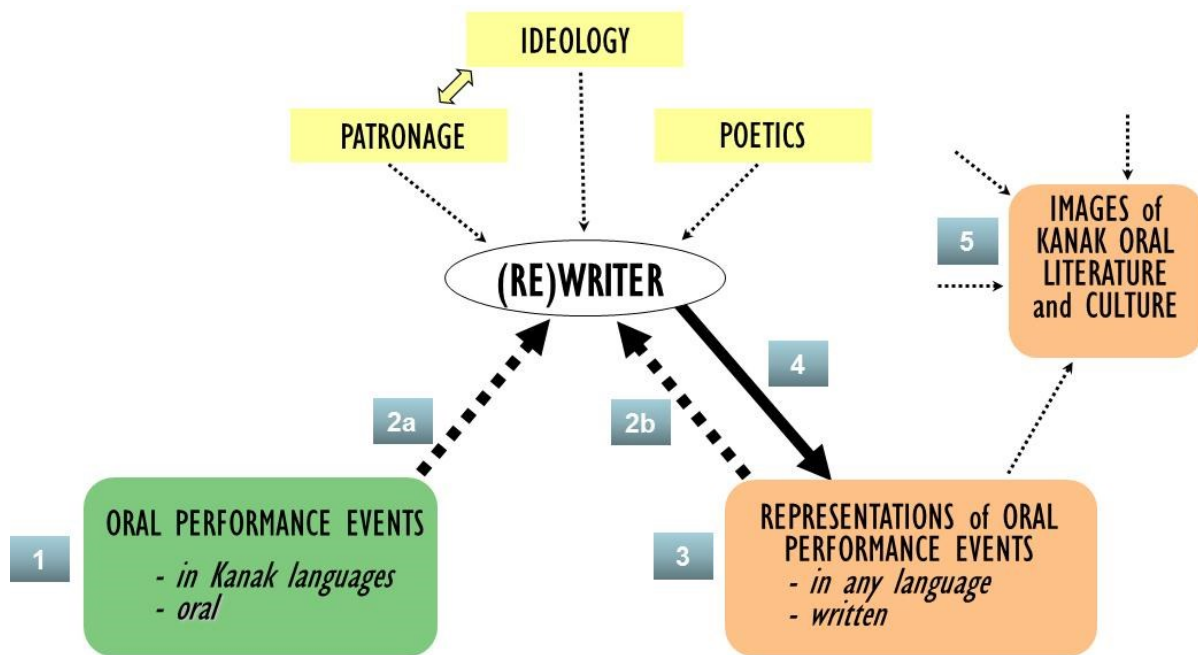 IDEOLOGY
PATRONAGE
POETICS
(RE)WRITER
5
IMAGES of
KANAK ORAL
LITERATURE
and CULTURE
4
2a
2b
1
ORAL PERFORMANCE EVENTS
- in Kanak languages
- oral
3
REPRESENTATIONS of ORAL
PERFORMANCE EVENTS
- in any language
- written